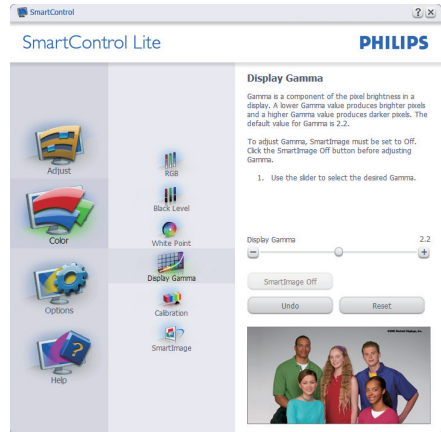 SmartControl
SmartControl Lite
PHILIPS
Adjust
Color
Options
Help
RGB
Black Level
White Point
Display Gamma
Calibration
SmartImage
Display Gamma
Gamma is a component of the pixel brightness in a
display. A lower Gamma value produces brighter pixels
and a higher Gamma value produces darker pixels. The
default value for Gamma is 2.2.
To adjust Gamma, SmartImage must be set to Off.
Click the SmartImage Off button before adjusting
Gamma.
1. Use the slider to select the desired Gamma.
Display Gamma 2.2
SmartImage Off
Undo Reset